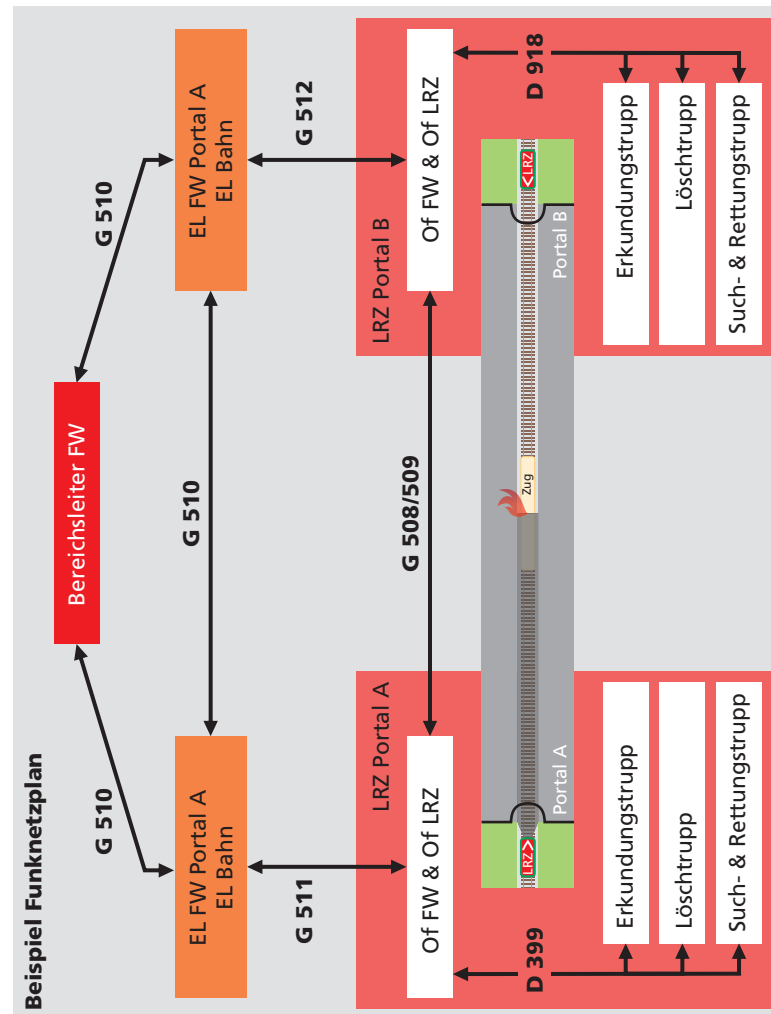 Beispiel Funknetzplan
Bereichsleiter FW
G 510
G 510
EL FW Portal A
EL Bahn
G 510
EL FW Portal A
EL Bahn
G 511
G 512
LRZ Portal A
LRZ Portal B
Of FW & Of LRZ
G 508/509
Of FW & Of LRZ
LRZ >
Zug
< LRZ
Portal A
Portal B
D 399
D 918
Erkundungstrupp
Löschtrupp
Such- & Rettungstrupp
Erkundungstrupp
Löschtrupp
Such- & Rettungstrupp